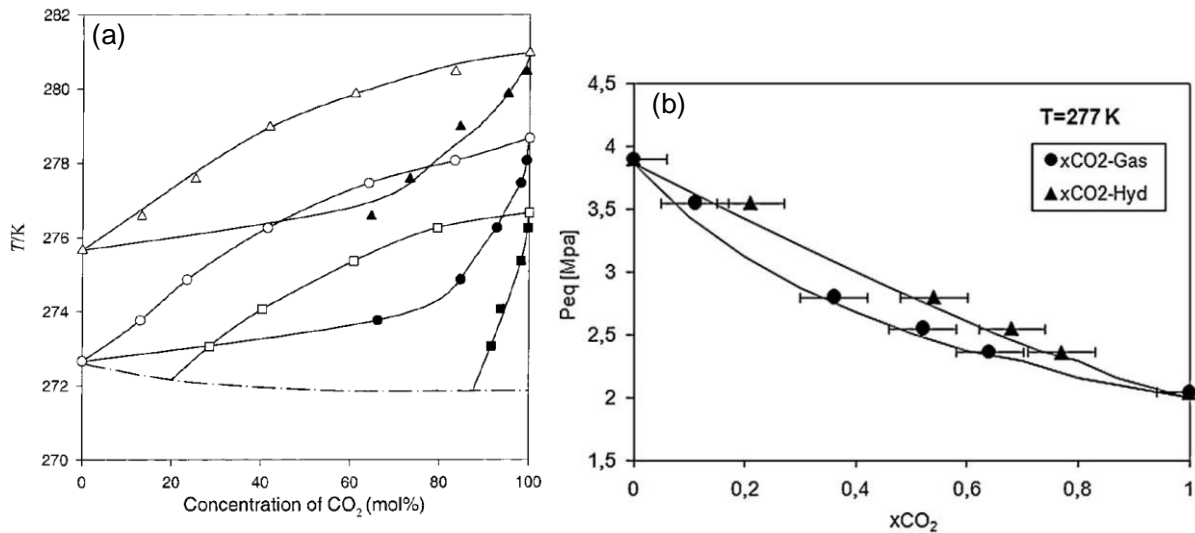 (a)
282
280
278
276
274
272
270
T/K
0
20
40
60
80
100
Concentration of CO₂ (mol%)
(b)
4,5
4
3,5
3
2,5
2
1,5
Peq [Mpa]
T=277 K
xCO2-Gas
xCO2-Hyd
0
0,2
0,4
0,6
0,8
1
xCO₂